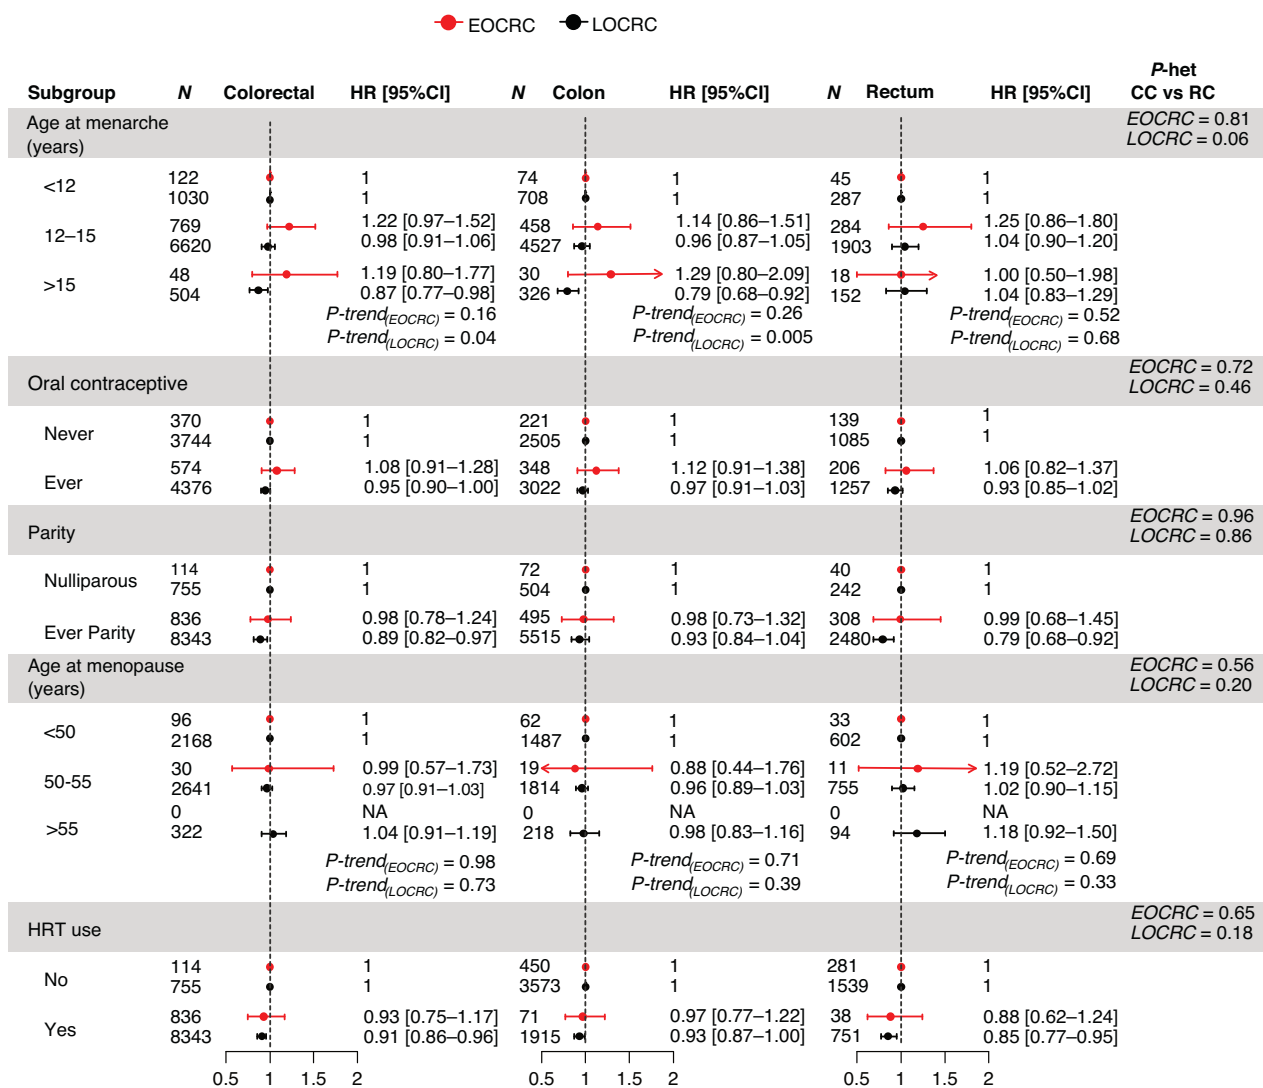 EOCRC LOCRC
P-het
Subgroup N Colorectal HR [95%CI] N Colon HR [95%CI] N Rectum HR [95%CI] CC vs RC
Age at menarche EOCRC = 0.81
(years) LOCRC = 0.06
<12 122 1 74 1 45 1
1030 1 708 1 287 1
12–15 769 1.22 [0.97–1.52] 458 1.14 [0.86–1.51] 284 1.25 [0.86–1.80]
6620 0.98 [0.91–1.06] 4527 0.96 [0.87–1.05] 1903 1.04 [0.90–1.20]
>15 48 1.19 [0.80–1.77] 30 1.29 [0.80–2.09] 18 1.00 [0.50–1.98]
504 0.87 [0.77–0.98] 326 0.79 [0.68–0.92] 152 1.04 [0.83–1.29]
P-trend(EOCRC) = 0.16 P-trend(EOCRC) = 0.26 P-trend(EOCRC) = 0.52
P-trend(LOCRC) = 0.04 P-trend(LOCRC) = 0.005 P-trend(LOCRC) = 0.68
Oral contraceptive EOCRC = 0.72
LOCRC = 0.46
Never 370 1 221 1 139 1
3744 1 2505 1 1085 1
Ever 574 1.08 [0.91–1.28] 348 1.12 [0.91–1.38] 206 1.06 [0.82–1.37]
4376 0.95 [0.90–1.00] 3022 0.97 [0.91–1.03] 1257 0.93 [0.85–1.02]
Parity EOCRC = 0.96
LOCRC = 0.86
Nulliparous 114 1 72 1 40 1
755 1 504 1 242 1
Ever Parity 836 0.98 [0.78–1.24] 495 0.98 [0.73–1.32] 308 0.99 [0.68–1.45]
8343 0.89 [0.82–0.97] 5515 0.93 [0.84–1.04] 2480 0.79 [0.68–0.92]
Age at menopause EOCRC = 0.56
(years) LOCRC = 0.20
<50 96 1 62 1 33 1
2168 1 1487 1 602 1
50-55 30 0.99 [0.57–1.73] 19 0.88 [0.44–1.76] 11 1.19 [0.52–2.72]
2641 0.97 [0.91–1.03] 1814 0.96 [0.89–1.03] 755 1.02 [0.90–1.15]
>55 0 NA 0 NA 0 NA
322 1.04 [0.91–1.19] 218 0.98 [0.83–1.16] 94 1.18 [0.92–1.50]
P-trend(EOCRC) = 0.98 P-trend(EOCRC) = 0.71 P-trend(EOCRC) = 0.69
P-trend(LOCRC) = 0.73 P-trend(LOCRC) = 0.39 P-trend(LOCRC) = 0.33
HRT use EOCRC = 0.65
LOCRC = 0.18
No 114 1 450 1 281 1
755 1 3573 1 1539 1
Yes 836 0.93 [0.75–1.17] 71 0.97 [0.77–1.22] 38 0.88 [0.62–1.24]
8343 0.91 [0.86–0.96] 1915 0.93 [0.87–1.00] 751 0.85 [0.77–0.95]
0.5 1 1.5 2 0.5 1 1.5 2 0.5 1 1.5 2